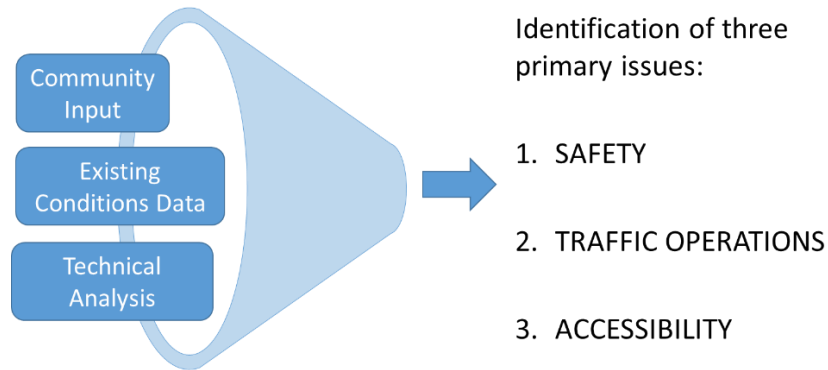 Community
Input
Existing
Conditions Data
Technical
Analysis
Identification of three
primary issues:
1. SAFETY
2. TRAFFIC OPERATIONS
3. ACCESSIBILITY